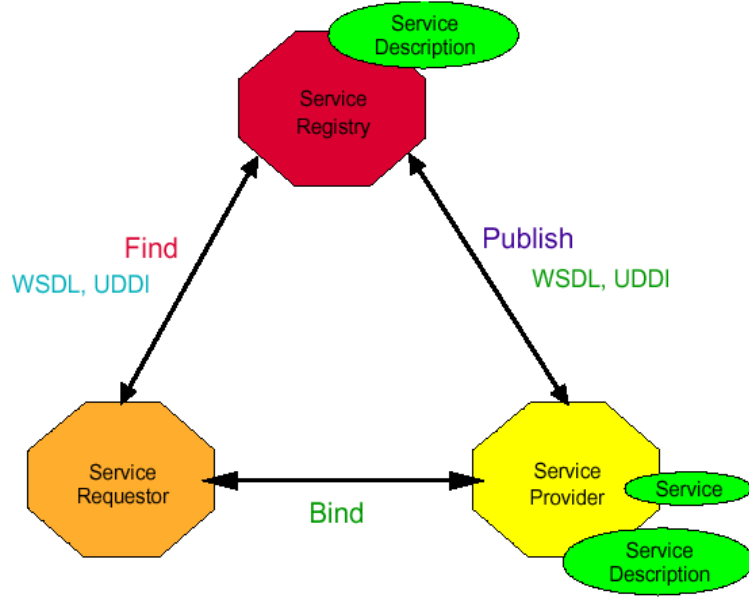 Service
Description
Service
Registry
Find
Publish
WSDL, UDDI
WSDL, UDDI
Service
Requestor
Service
Provider
Service
Bind
Service
Description